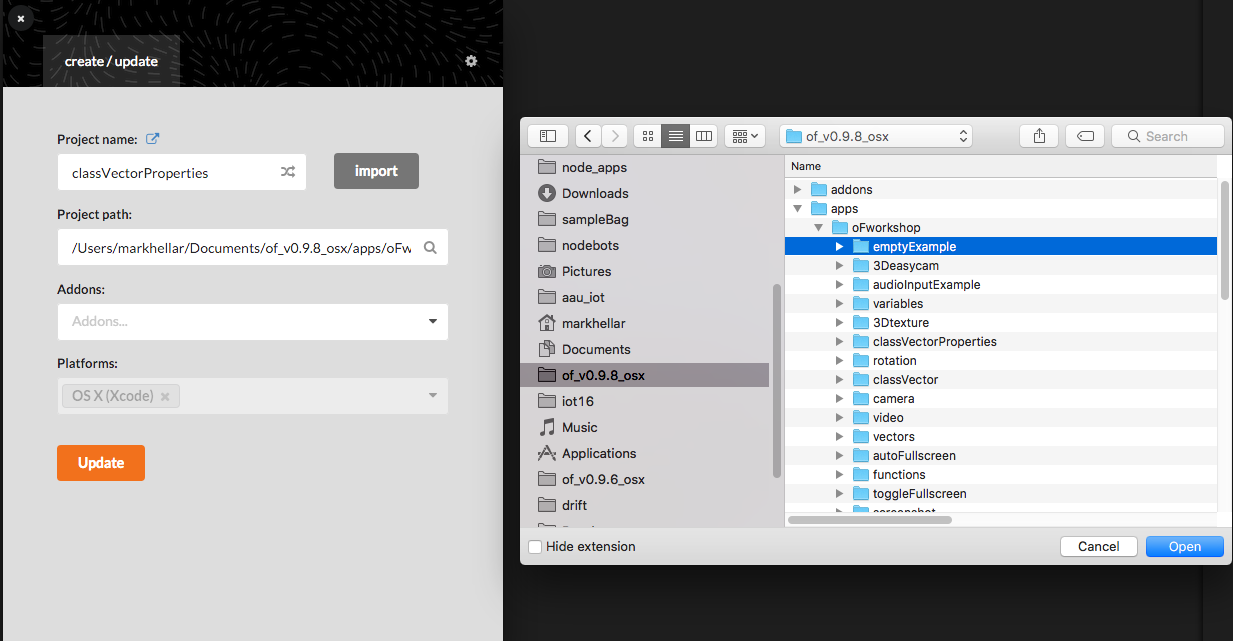 create / update
Project name:
classVectorProperties
import
Project path:
/Users/markhellar/Documents/of_v0.9.8_osx/apps/oFw
Addons:
Addons...
Platforms:
OS X (Xcode) ×
Update
of_v0.9.8_osx
Search
node_apps
Downloads
sampleBag
nodebots
Pictures
aau_iot
markhellar
Documents
of_v0.9.8_osx
iot16
Music
Applications
of_v0.9.6_osx
drift
Name
addons
apps
oFworkshop
emptyExample
3Deasycam
audioInputExample
variables
3Dtexture
classVectorProperties
rotation
classVector
camera
video
vectors
autoFullscreen
functions
toggleFullscreen
screenshot
Hide extension
Cancel
Open